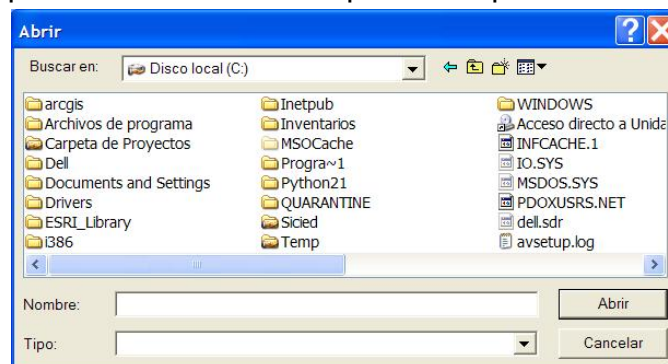 Abrir
Buscar en: Disco local (C:)
arcgis
Archivos de programa
Carpeta de Proyectos
Dell
Documents and Settings
Drivers
ESRI_Library
i386
Inetpub
Inventarios
MSOCache
Progra~1
Python21
QUARANTINE
Sicied
Temp
WINDOWS
Acceso directo a Unida
INFCACHE.1
IO.SYS
MSDOS.SYS
PDOXUSRS.NET
dell.sdr
avsetup.log
Nombre: Abrir
Tipo: Cancelar